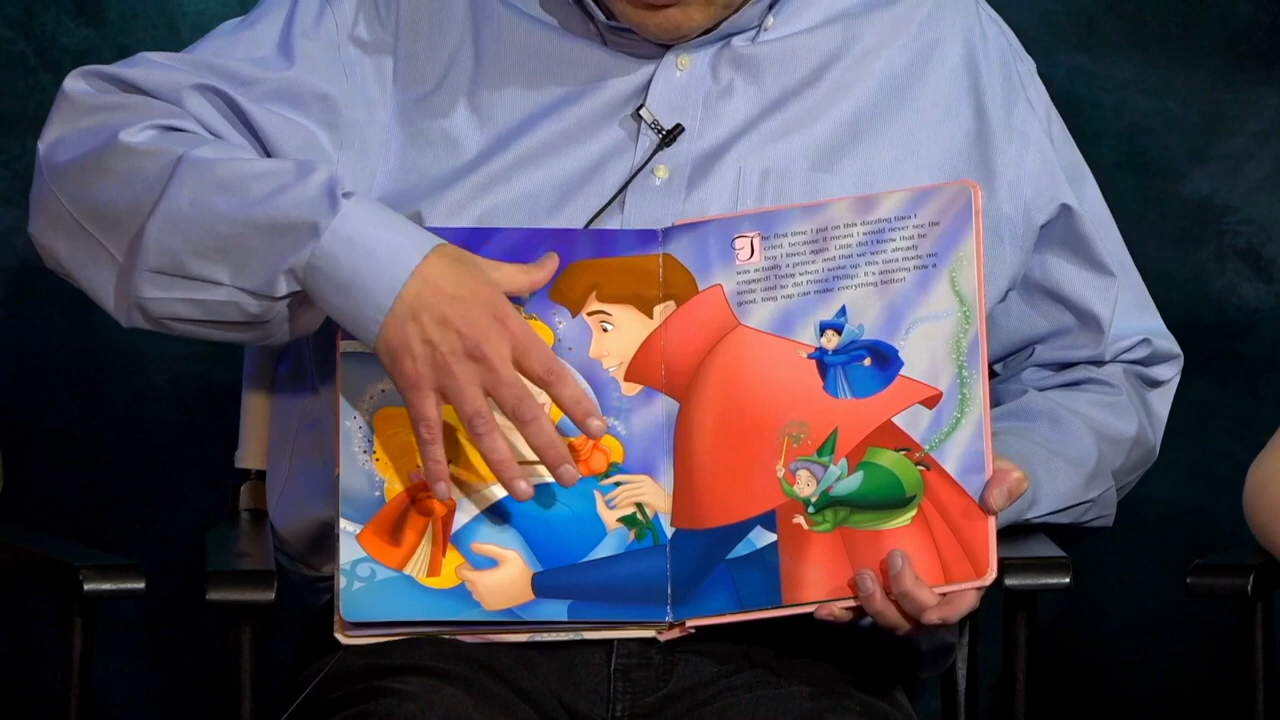 The first time I put on this dazzling tiara I
cried, because it meant I would never see the
boy I loved again. Little did I know that he
was actually a prince, and that we were already
engaged! Today when I woke up, this tiara made me
smile (and so did Prince Phillip). It's amazing how a
good, long nap can make everything better!